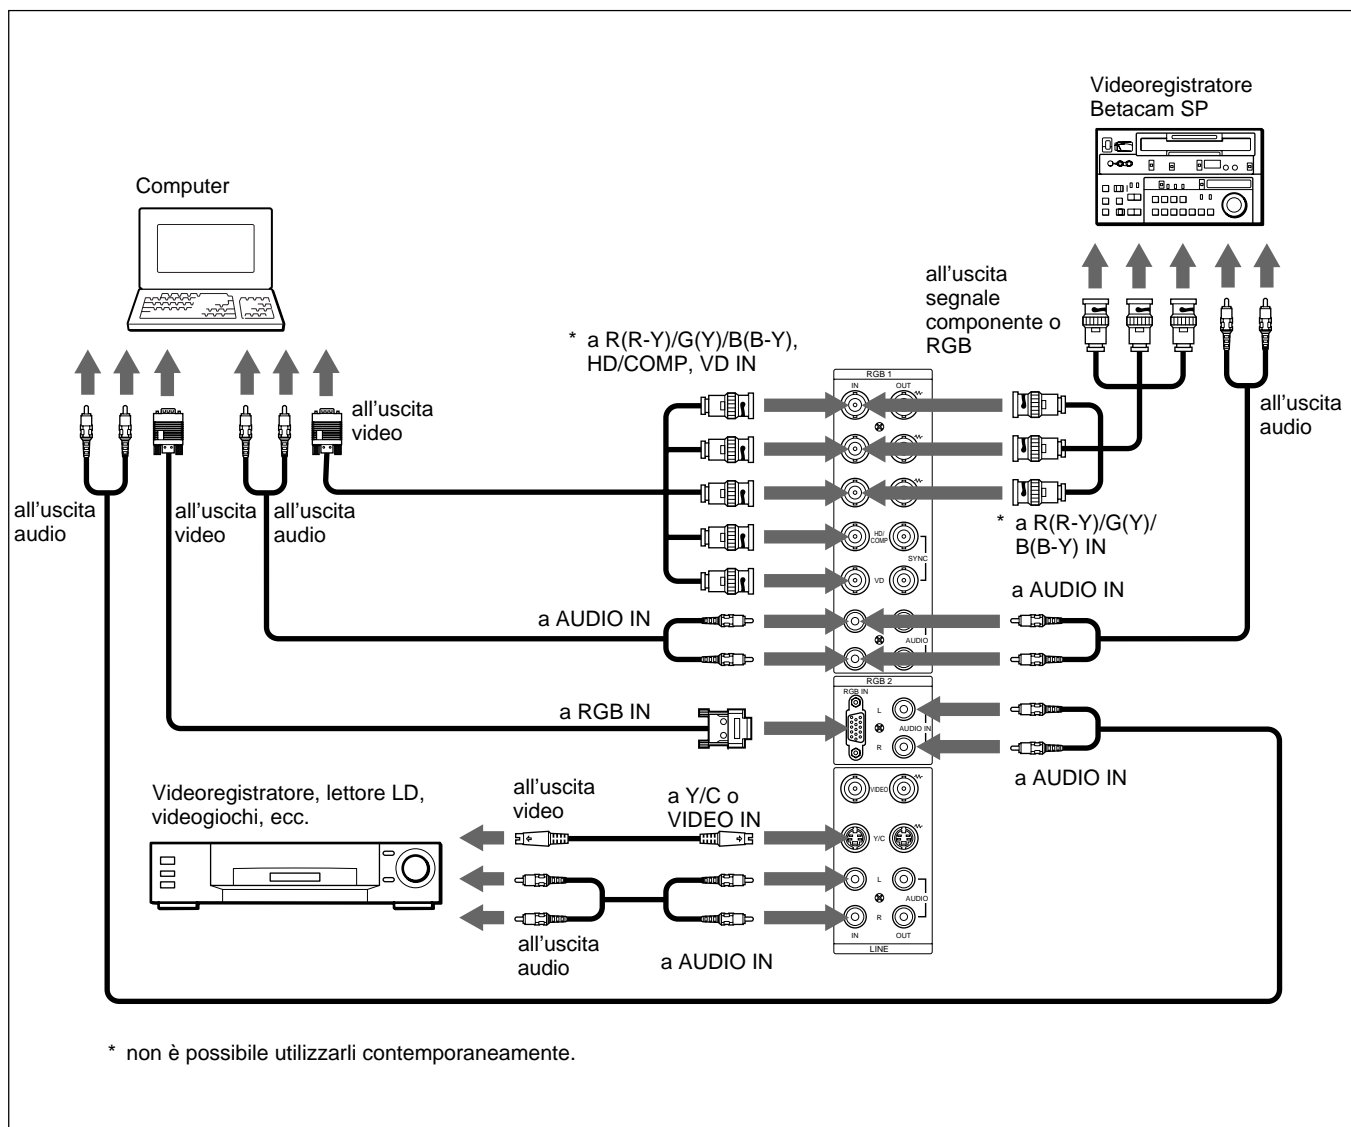 Videoregistratore
Betacam SP
Computer
all'uscita
segnale
componente o
RGB
* a R(R-Y)/G(Y)/B(B-Y),
HD/COMP, VD IN
RGB 1
IN
OUT
all'uscita
video
all'uscita
audio
all'uscita
audio
all'uscita
video
all'uscita
audio
* a R(R-Y)/G(Y)/
B(B-Y) IN
HD/
COMP
SYNC
VD
a AUDIO IN
a AUDIO IN
AUDIO
RGB 2
RGB IN
L
AUDIO IN
R
a RGB IN
a AUDIO IN
Videoregistratore, lettore LD,
videogiochi, ecc.
all'uscita
video
a Y/C o
VIDEO IN
VIDEO
Y/C
L
AUDIO
R
IN
OUT
LINE
all'uscita
audio
a AUDIO IN
* non è possibile utilizzarli contemporaneamente.